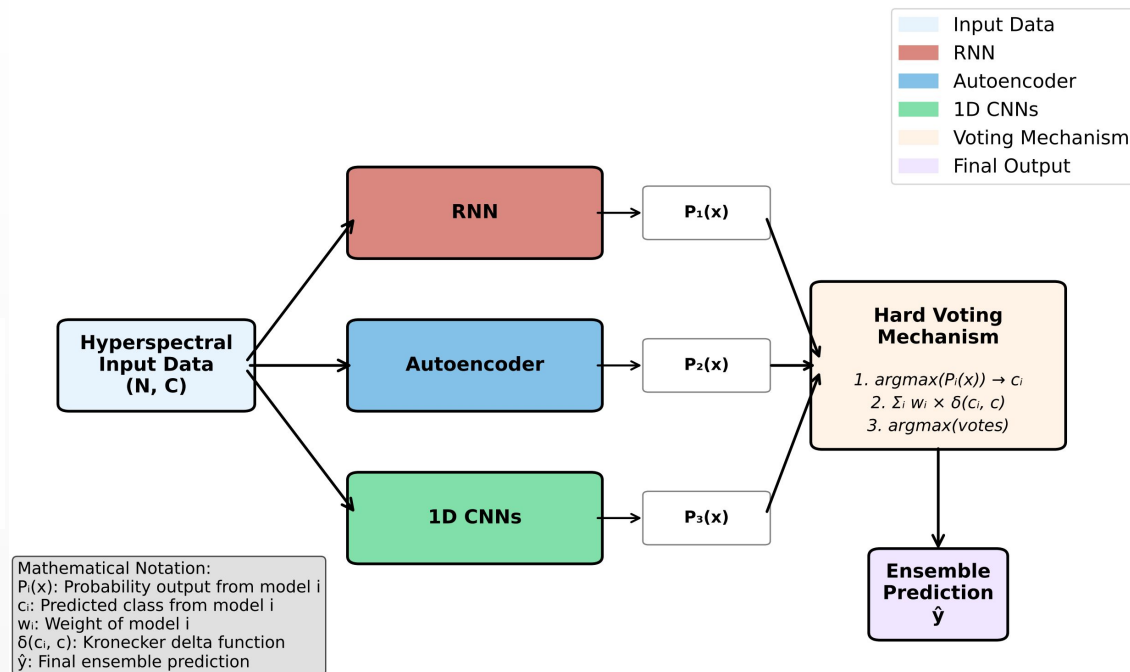 Input Data
RNN
Autoencoder
1D CNNs
Voting Mechanism
Final Output
RNN
P₁(x)
Hyperspectral
Input Data
(N, C)
Autoencoder
P₂(x)
Hard Voting
Mechanism
1. argmax(Pᵢ(x)) → cᵢ
2. Σᵢ wᵢ × δ(cᵢ, c)
3. argmax(votes)
1D CNNs
P₃(x)
Ensemble
Prediction
ŷ
Mathematical Notation:
Pᵢ(x): Probability output from model i
cᵢ: Predicted class from model i
wᵢ: Weight of model i
δ(cᵢ, c): Kronecker delta function
ŷ: Final ensemble prediction